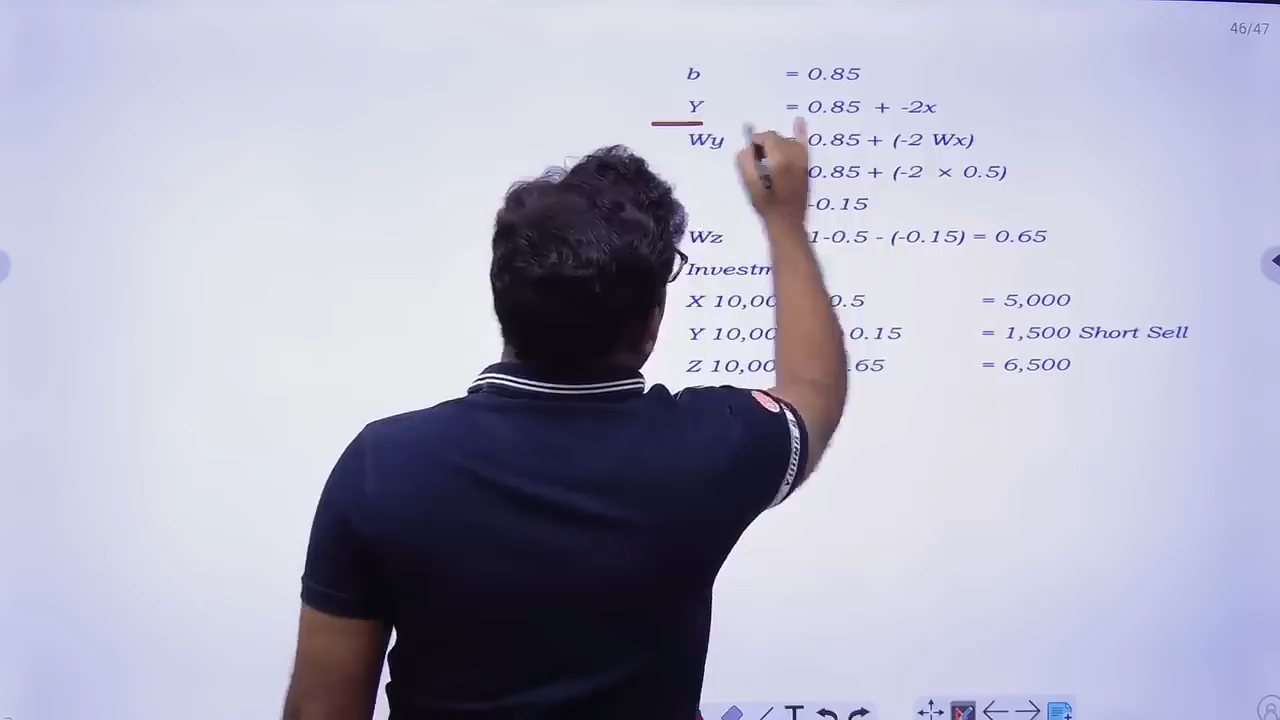 46/47
b = 0.85
Y = 0.85 + -2x
Wy 0.85 + (-2 Wx)
0.85 + (-2 × 0.5)
-0.15
Wz 1-0.5 - (-0.15) = 0.65
X 10,00 0.5 = 5,000
Y 10,00 0.15 = 1,500 Short Sell
Z 10,00 .65 = 6,500
T